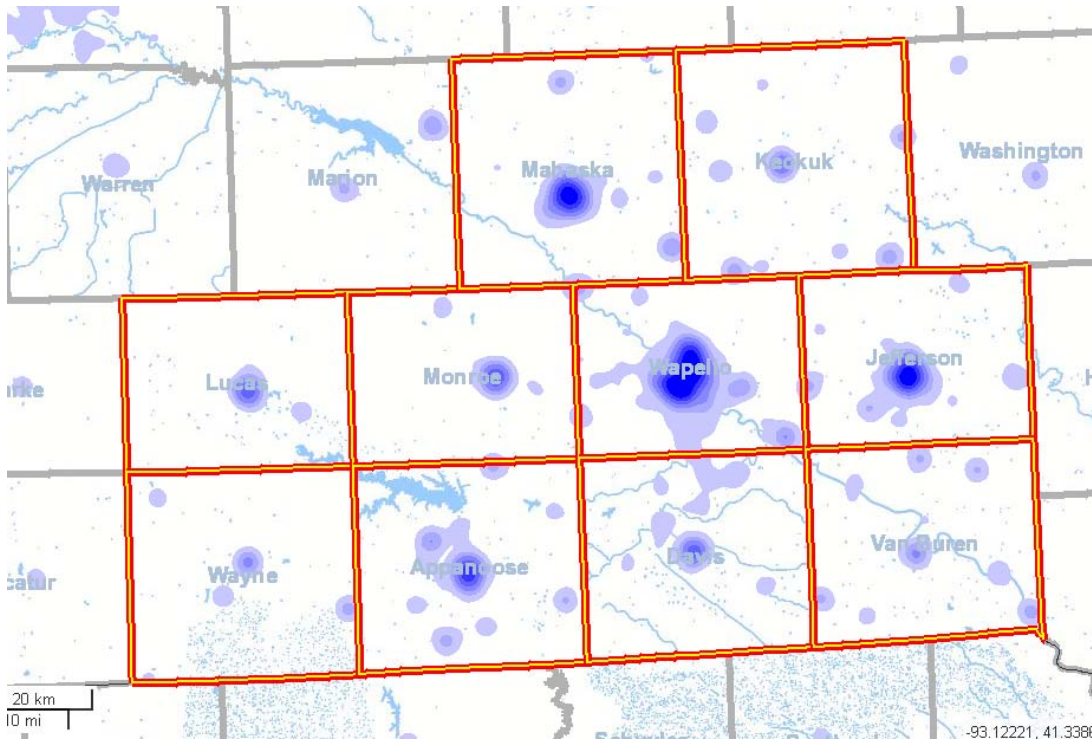 Mahaska
Keokuk
Washington
Warren
Marion
Lucas
Monroe
Wapello
Jefferson
Wayne
Appanoose
Davis
Van Buren
20 km
10 mi
-93.12221, 41.3388